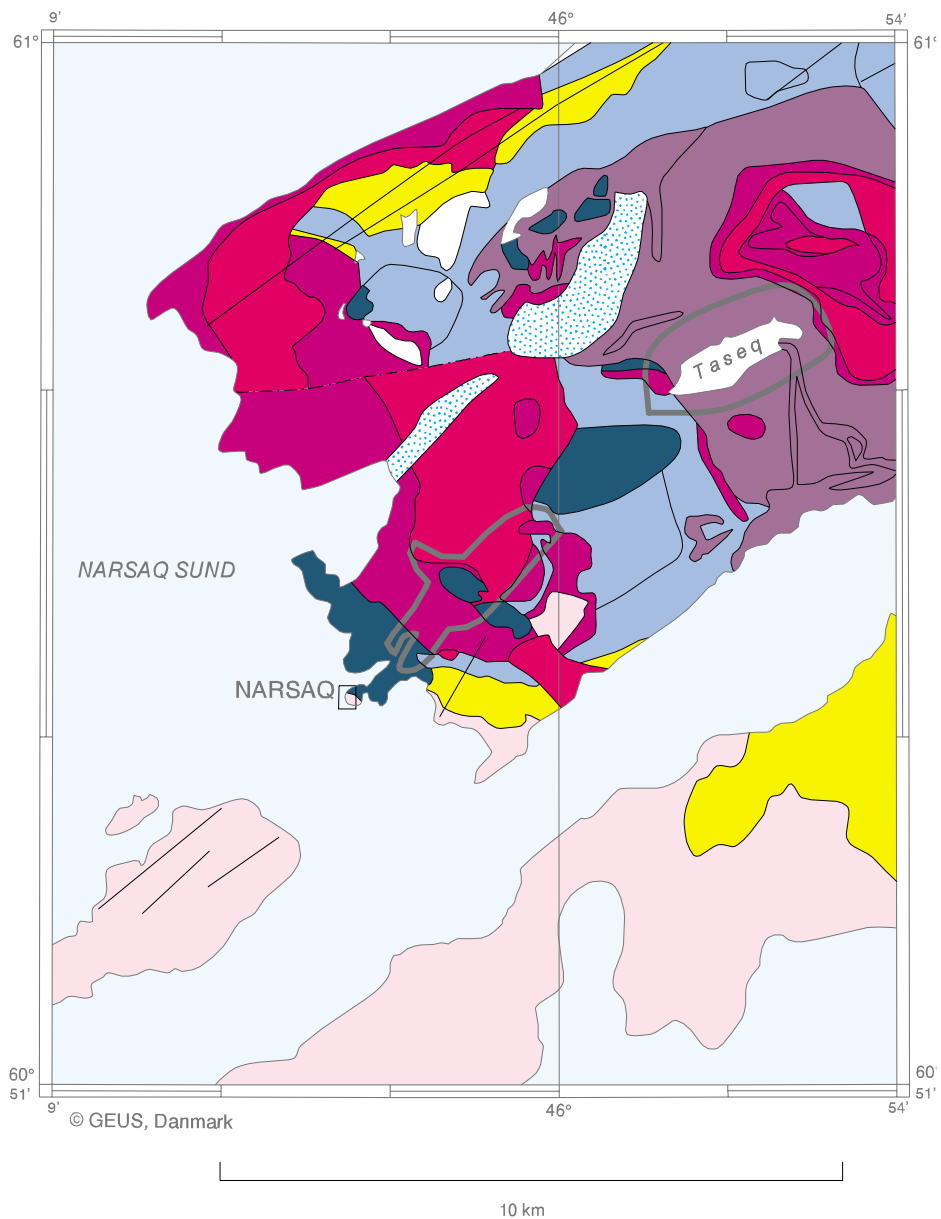 9’ 46° 54’
61° 61°
Taseq
NARSAQ SUND
NARSAQ
60° 60°
51’ 51’
9’ 46° 54’
© GEUS, Danmark
10 km